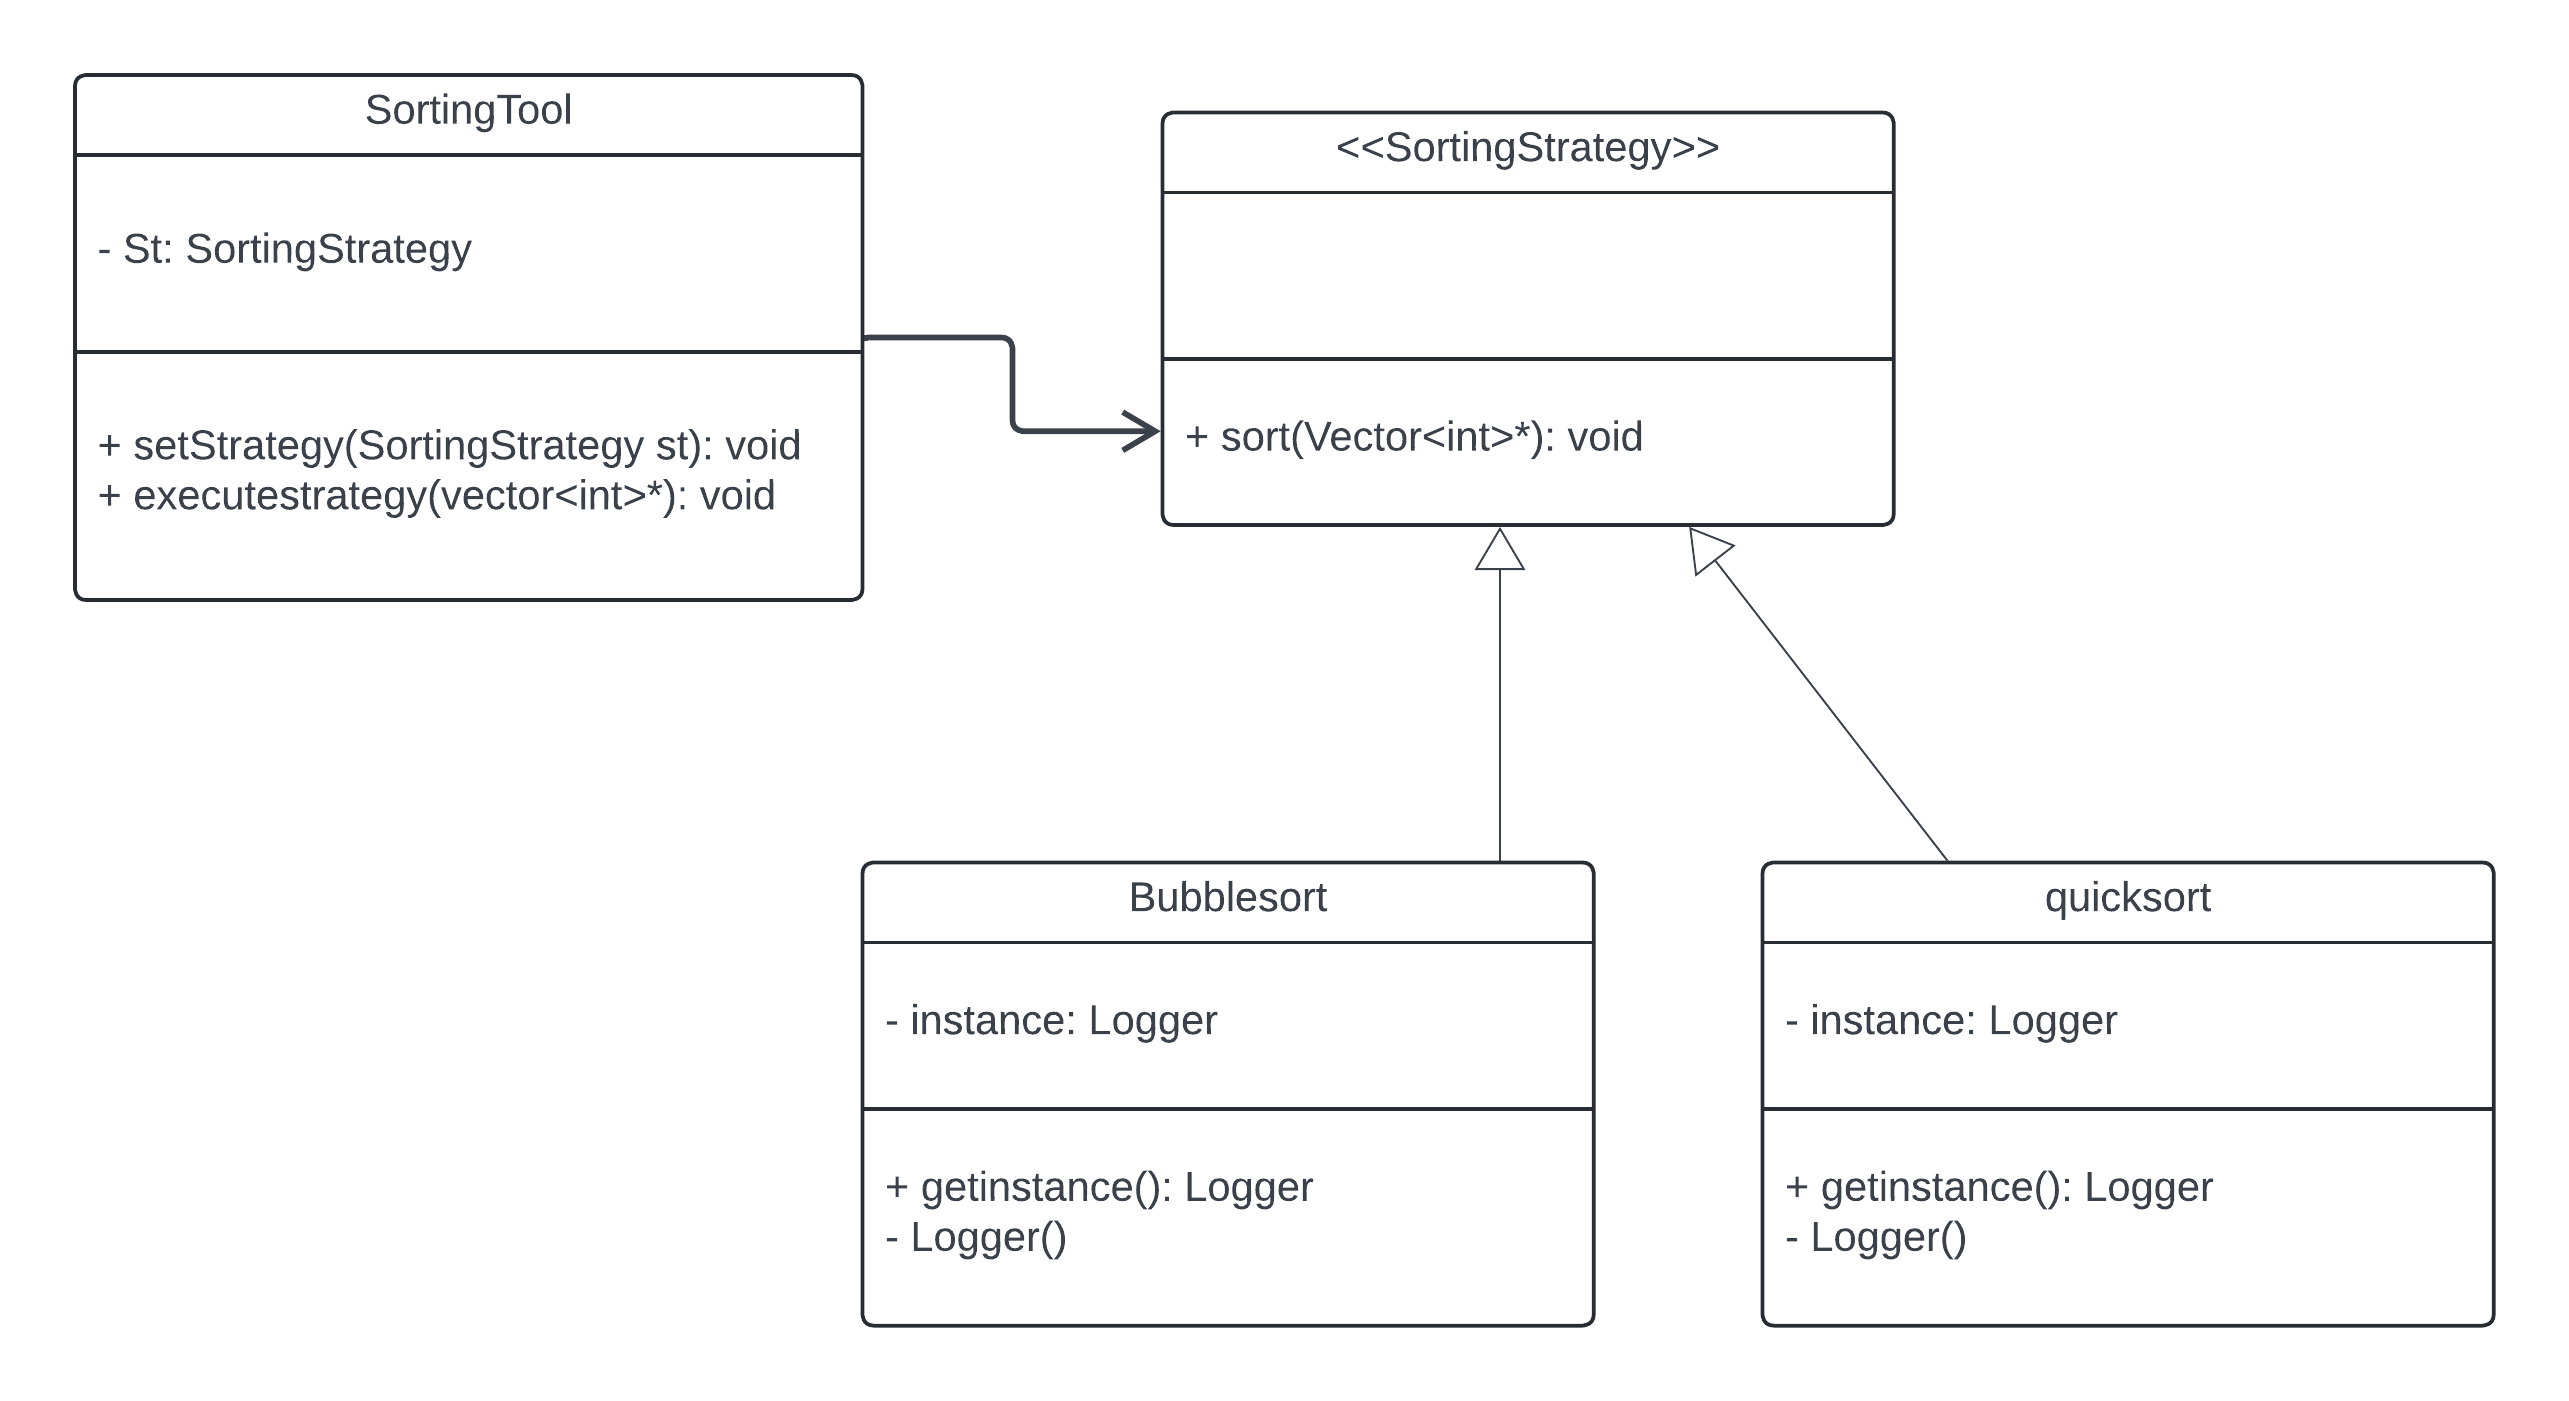 SortingTool
- St: SortingStrategy
+ setStrategy(SortingStrategy st): void
+ executestrategy(vector<int>*): void
<<SortingStrategy>>
+ sort(Vector<int>*): void
Bubblesort
- instance: Logger
+ getinstance(): Logger
- Logger()
quicksort
- instance: Logger
+ getinstance(): Logger
- Logger()